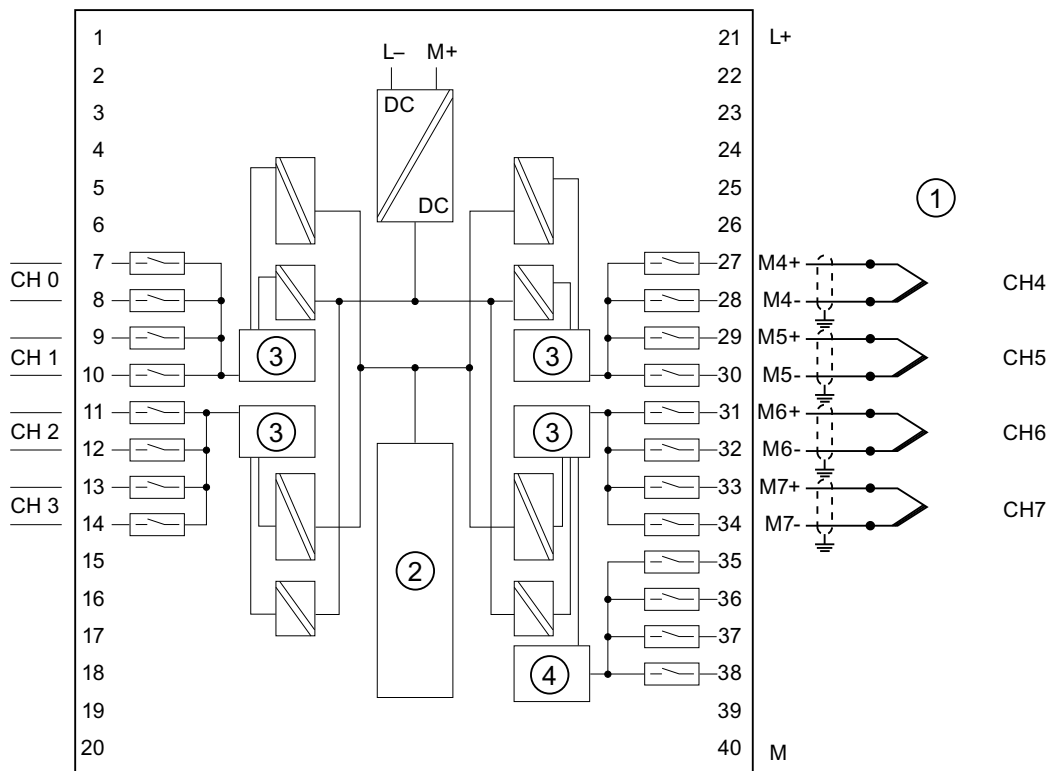 1 21 L+
L– M+
2 22
DC
3 23
4 24
5 25
①
DC
6 26
7 27 M4+
CH 0 CH4
8 28 M4-
9 29 M5+
CH 1 ③ ③ CH5
10 30 M5-
11 31 M6+
CH 2 ③ ③ CH6
12 32 M6-
13 33 M7+
CH 3 CH7
14 34 M7-
15 35
②
16 36
17 37
18 ④ 38
19 39
20 40 M